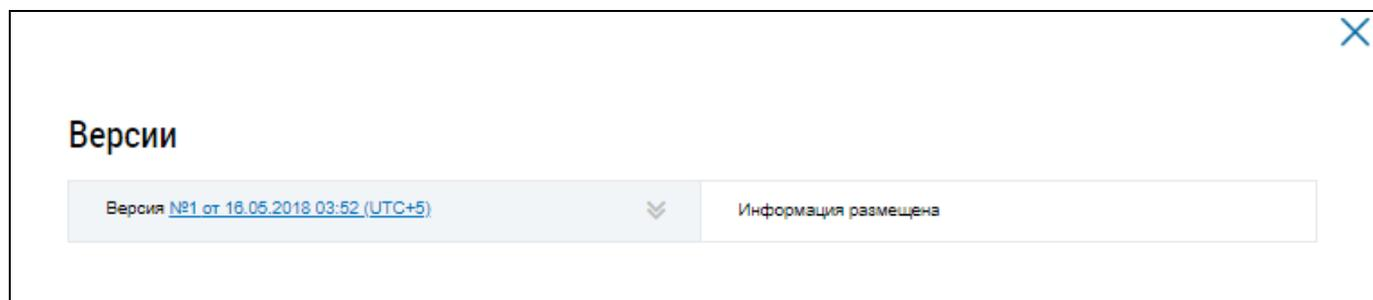 Версии
Версия №1 от 16.05.2018 03:52 (UTC+5)
Информация размещена